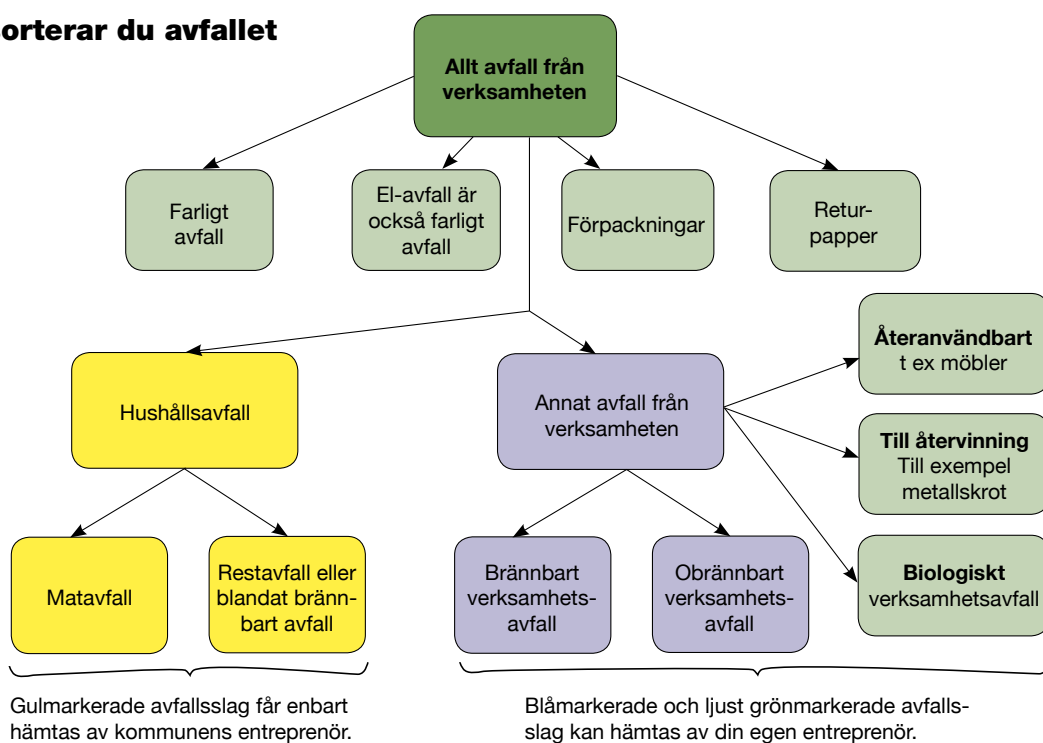 orterar du avfallet
Allt avfall från
verksamheten
Farligt
avfall
El-avfall är
också farligt
avfall
Förpackningar
Retur-
papper
Återanvändbart
t ex möbler
Hushållsavfall
Annat avfall från
verksamheten
Till återvinning
Till exempel
metallskrot
Matavfall
Restavfall eller
blandat bränn-
bart avfall
Brännbart
verksamhets-
avfall
Obrännbart
verksamhets-
avfall
Biologiskt
verksamhetsavfall
Gulmarkerade avfallsslag får enbart
hämtas av kommunens entreprenör.
Blåmarkerade och ljust grönmarkerade avfalls-
slag kan hämtas av din egen entreprenör.